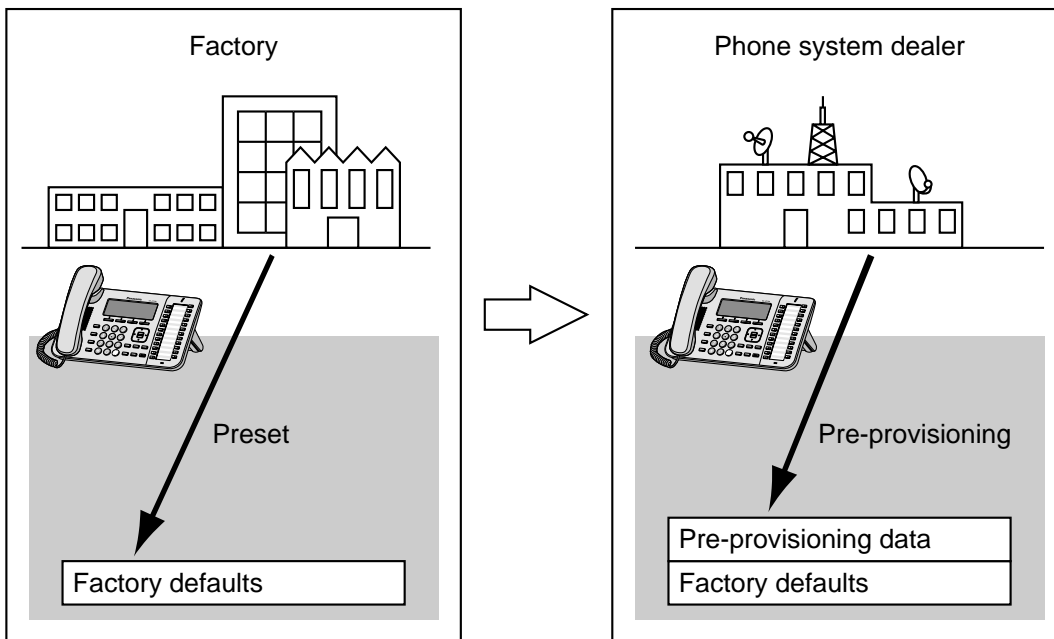 Factory
Phone system dealer
Preset
Pre-provisioning
Factory defaults
Pre-provisioning data
Factory defaults